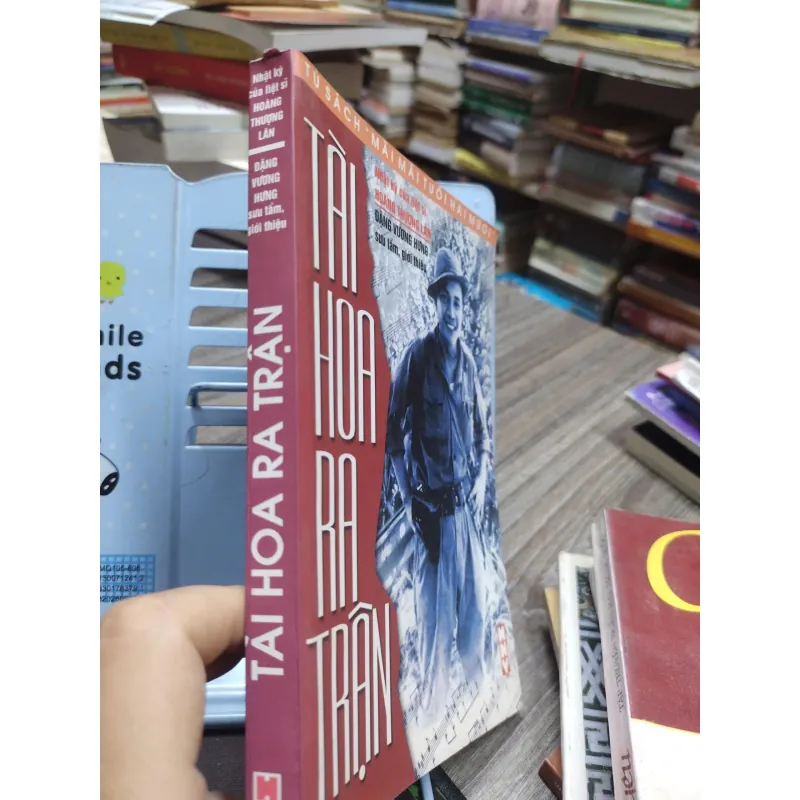 Nhật ký
của liệt sĩ
HOÀNG
THƯỢNG
LÂN
ĐẶNG
VƯƠNG
HƯNG
sưu tầm,
giới thiệu
TÀI HOA RA TRẬN
TỦ SÁCH "MÃI MÃI TUỔI HAI MƯƠI"
Nhật ký của liệt sĩ
HOÀNG THƯỢNG LÂN
ĐẶNG VƯƠNG HƯNG
sưu tầm, giới thiệu
TÀI
HOA
RA
TRẬN